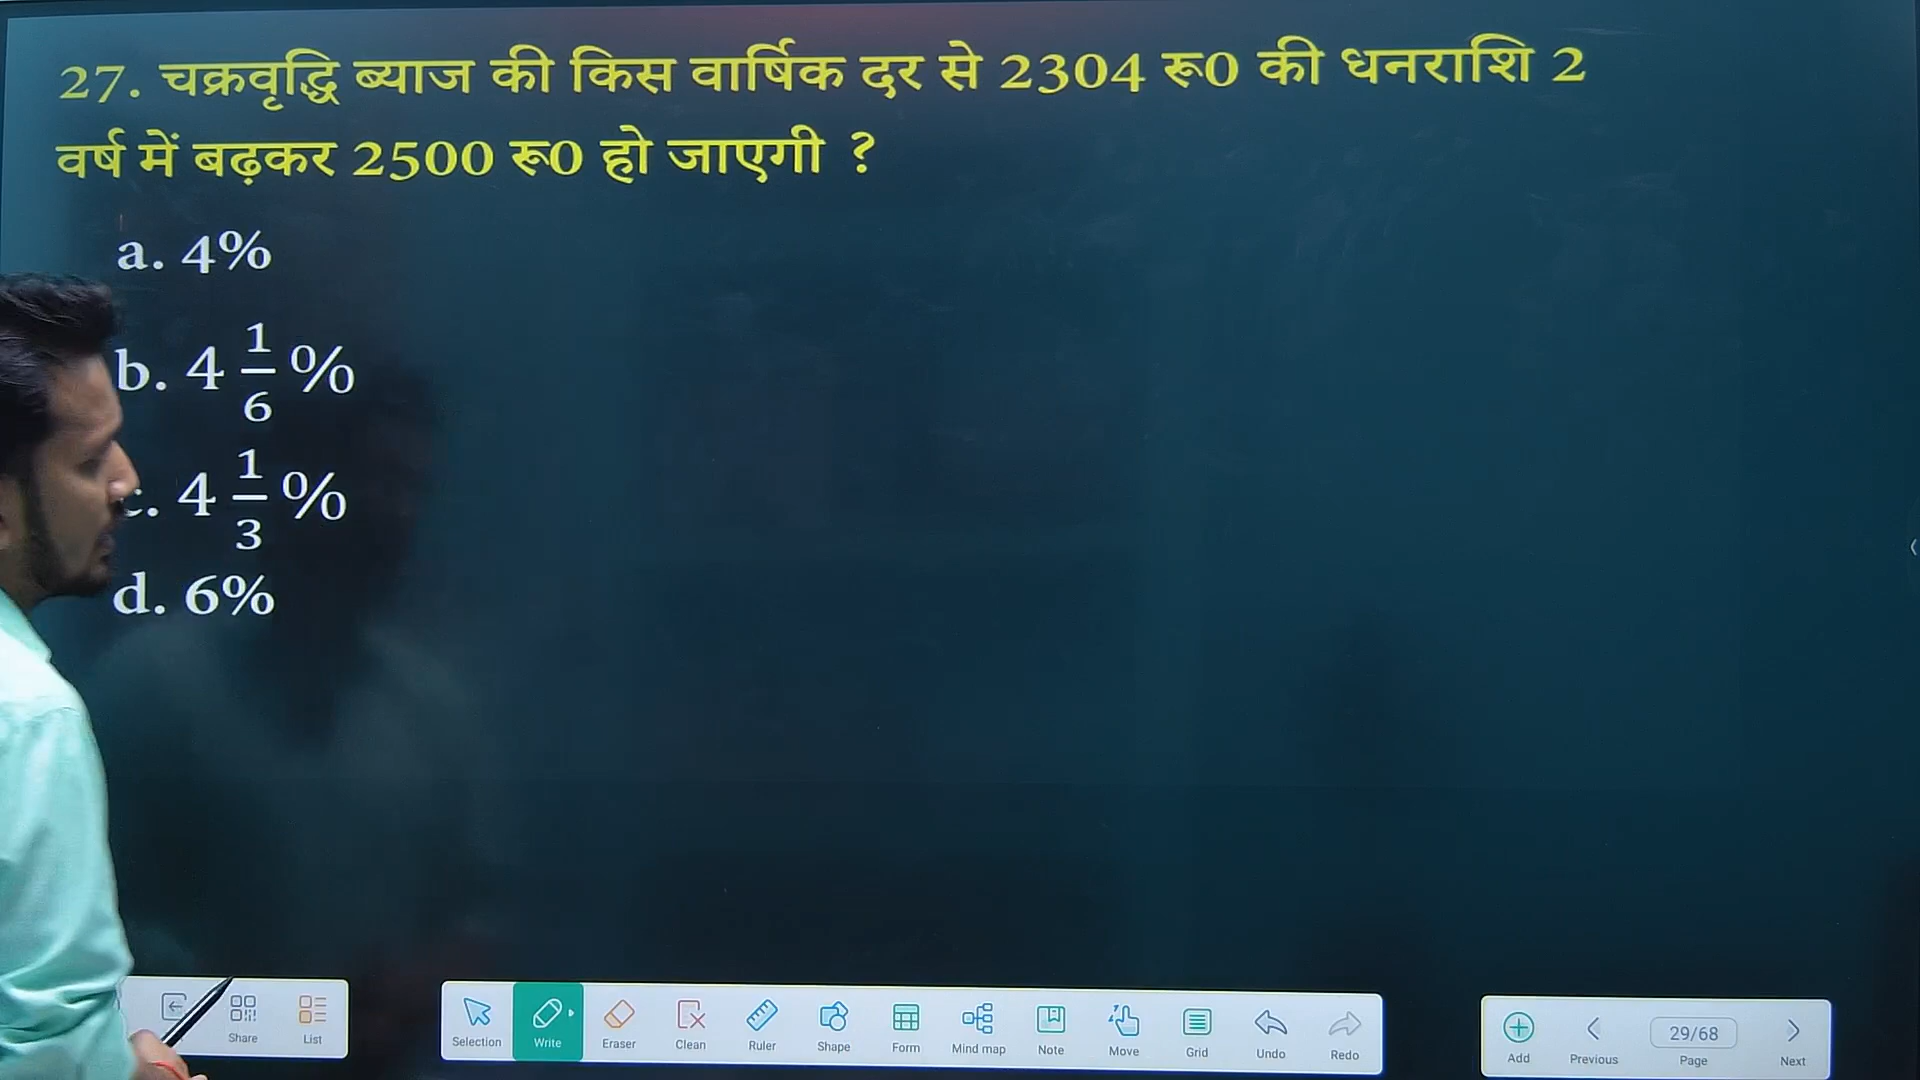 27. चक्रवृद्धि ब्याज की किस वार्षिक दर से 2304 रू0 की धनराशि 2
वर्ष में बढ़कर 2500 रू0 हो जाएगी ?
a. 4%
b. 4 1/6 %
c. 4 1/3 %
d. 6%
Share
List
Selection
Write
Eraser
Clean
Ruler
Shape
Form
Mind map
Note
Move
Grid
Undo
Redo
Add
Previous
29/68
Page
Next